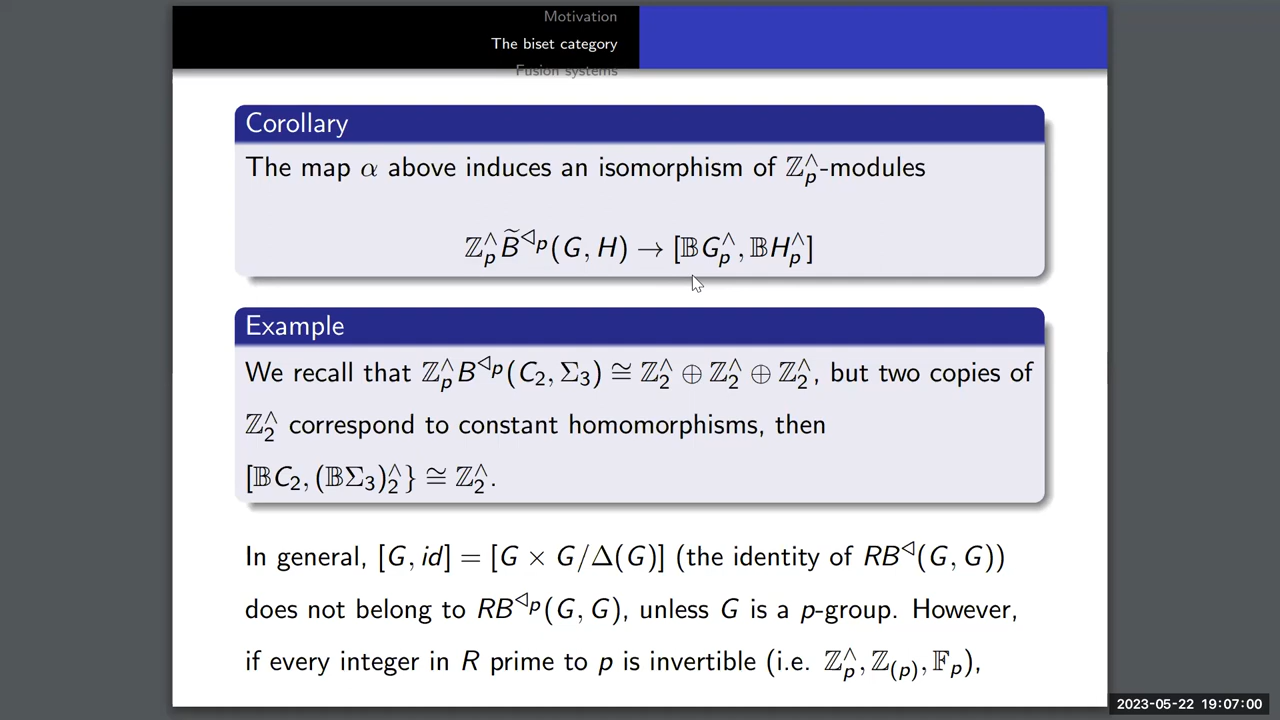 Motivation
The biset category
Fusion systems
Corollary
The map α above induces an isomorphism of ℤ_p^∧-modules
ℤ_p^∧ B̃^{◁p}(G, H) → [𝔹G_p^∧, 𝔹H_p^∧]
Example
We recall that ℤ_p^∧ B^{◁p}(C_2, Σ_3) ≅ ℤ_2^∧ ⊕ ℤ_2^∧ ⊕ ℤ_2^∧, but two copies of
ℤ_2^∧ correspond to constant homomorphisms, then
[𝔹C_2, (𝔹Σ_3)_2^∧} ≅ ℤ_2^∧.
In general, [G, id] = [G × G/Δ(G)] (the identity of RB^◁(G, G))
does not belong to RB^{◁p}(G, G), unless G is a p-group. However,
if every integer in R prime to p is invertible (i.e. ℤ_p^∧, ℤ_(p), 𝔽_p),
2023-05-22 19:07:00